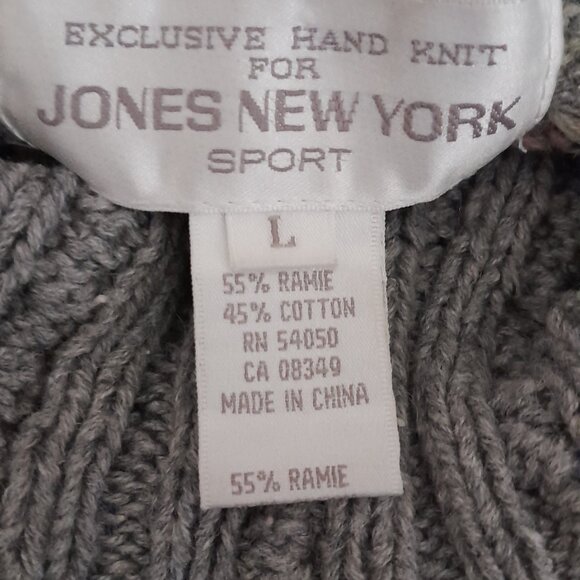 EXCLUSIVE HAND KNIT
FOR
JONES NEW YORK
SPORT
L
55% RAMIE
45% COTTON
RN 54050
CA 08349
MADE IN CHINA
55% RAMIE